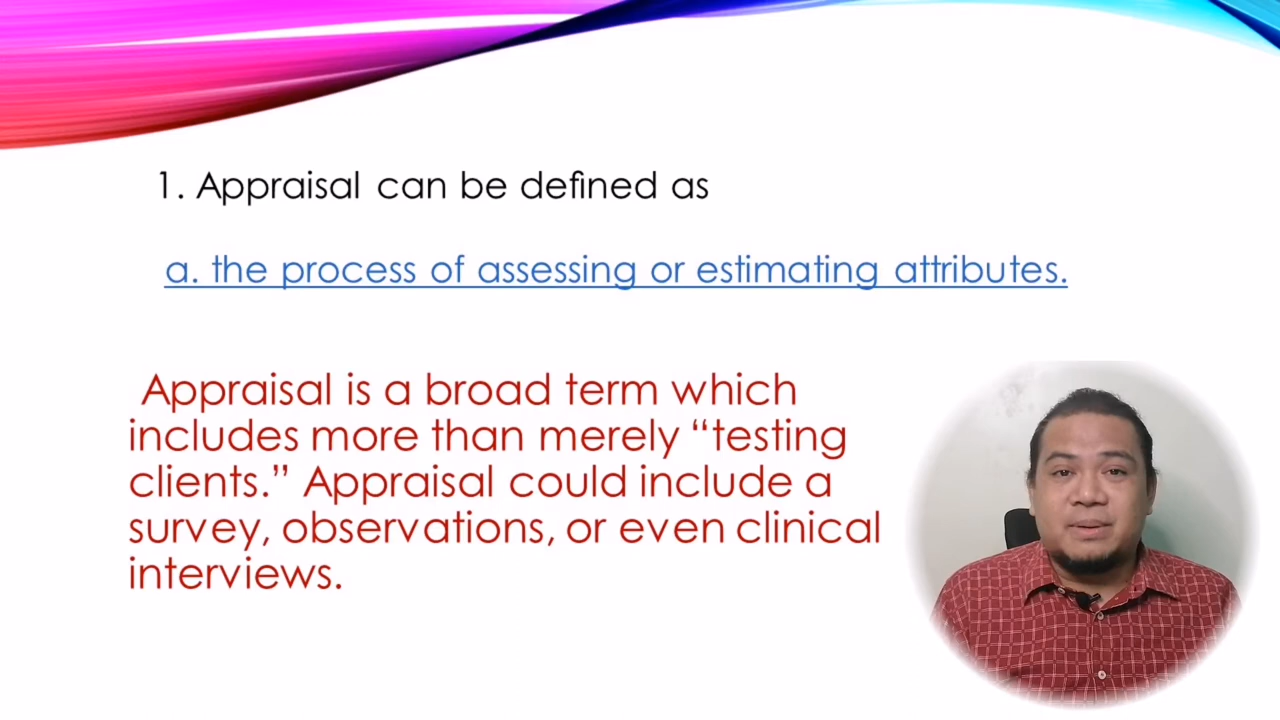 1. Appraisal can be defined as
a. the process of assessing or estimating attributes.
Appraisal is a broad term which
includes more than merely “testing
clients.” Appraisal could include a
survey, observations, or even clinical
interviews.